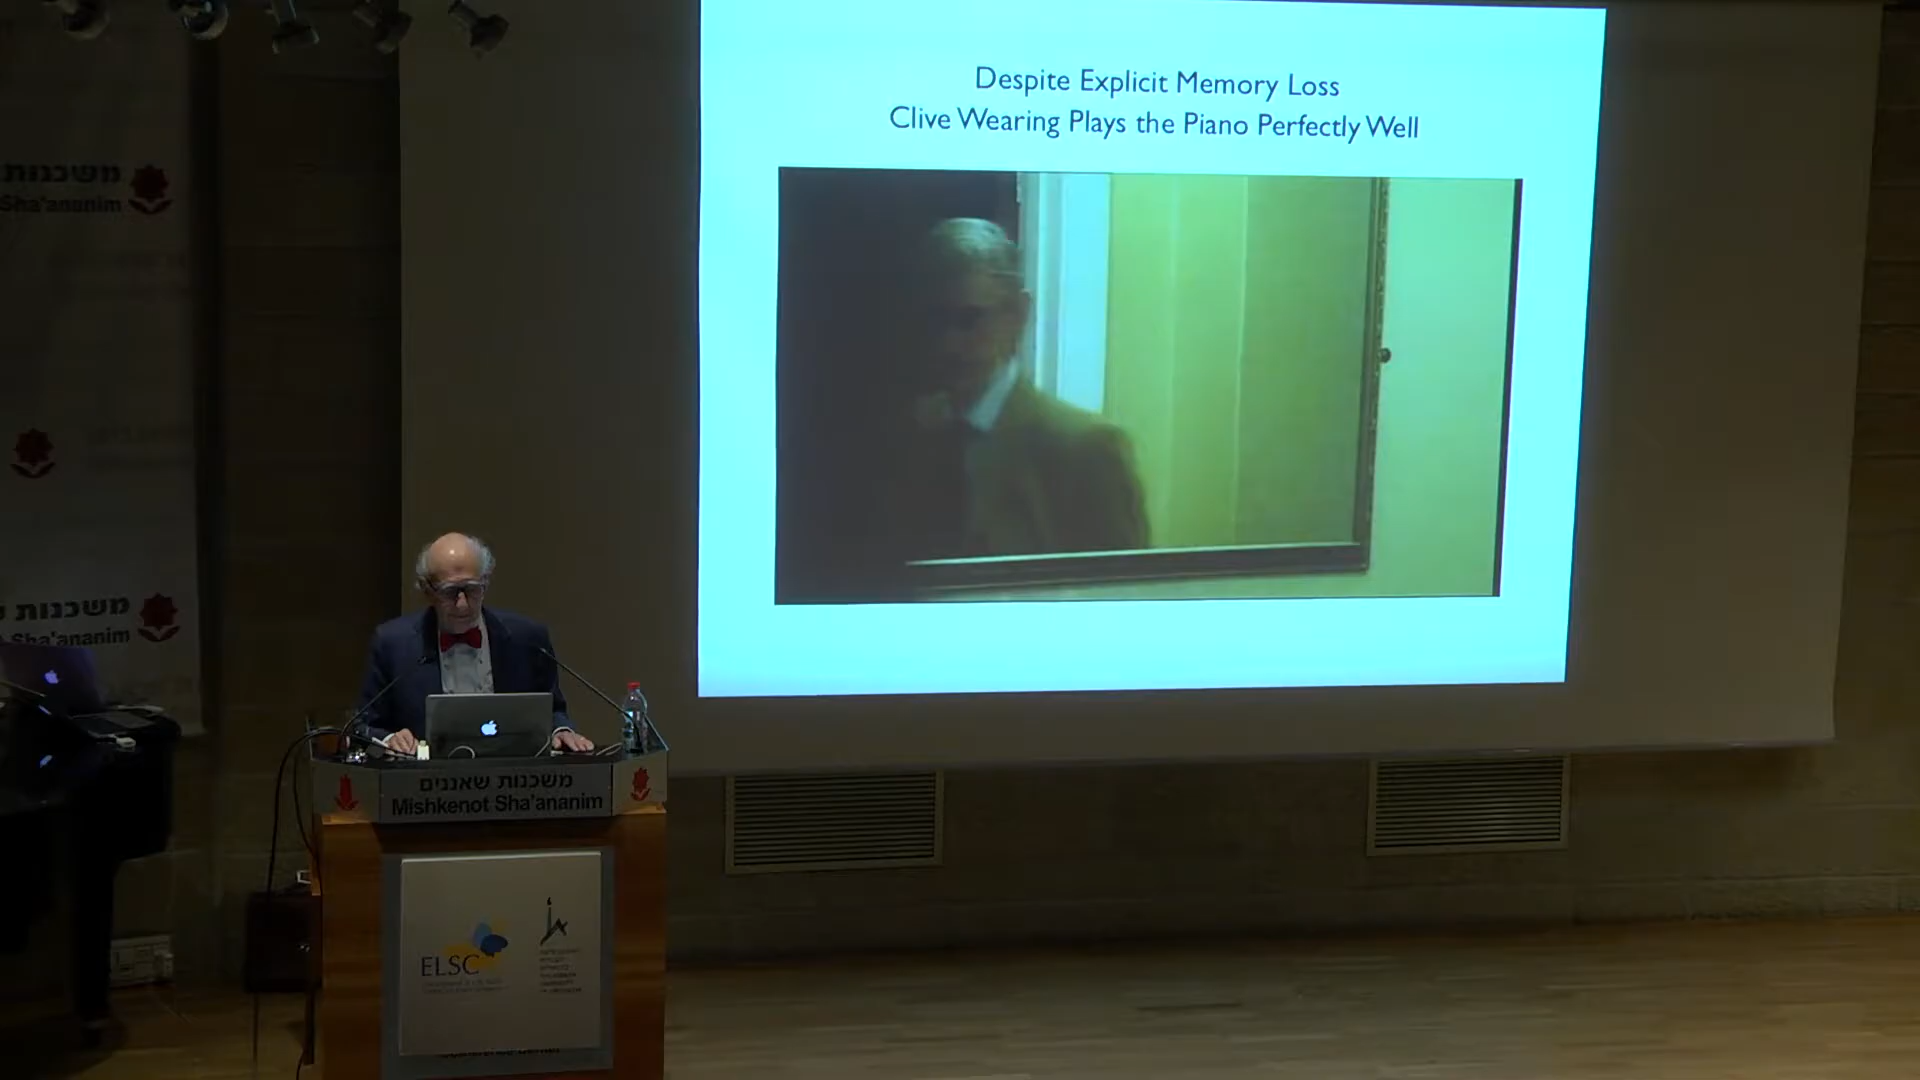 Despite Explicit Memory Loss
Clive Wearing Plays the Piano Perfectly Well
משכנות
Sha'ananim
משכנות
Sha'ananim
משכנות שאננים
Mishkenot Sha'ananim
ELSC